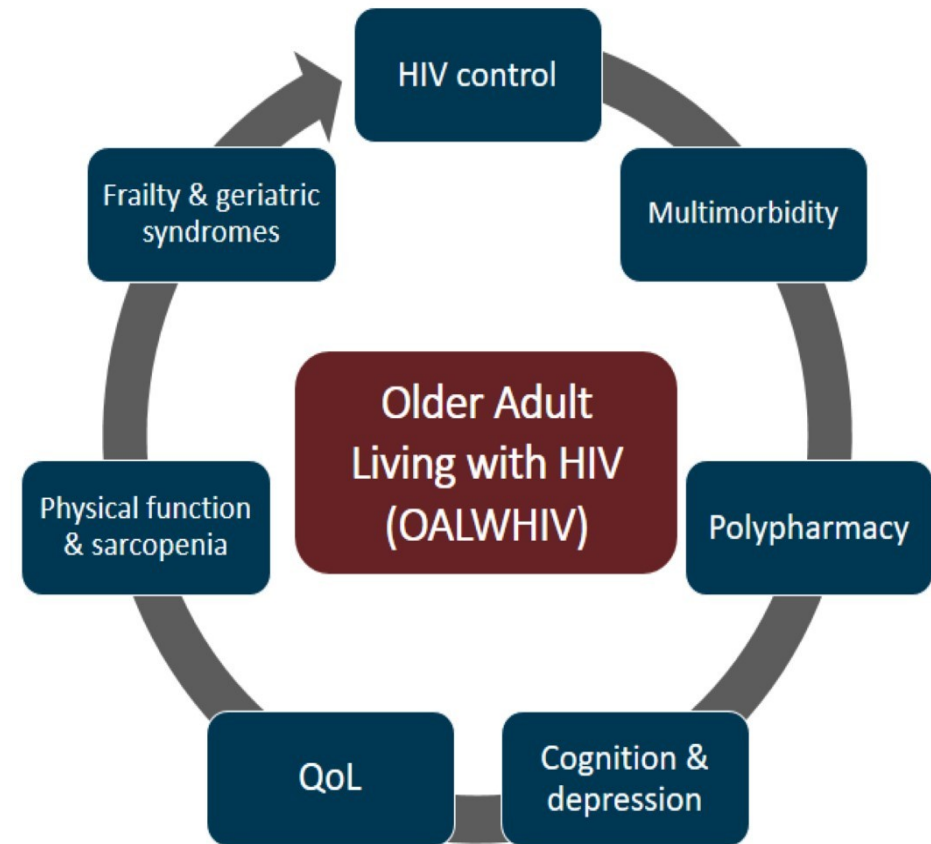 HIV control
Multimorbidity
Polypharmacy
Cognition &
depression
QoL
Physical function
& sarcopenia
Frailty & geriatric
syndromes
Older Adult
Living with HIV
(OALWHIV)